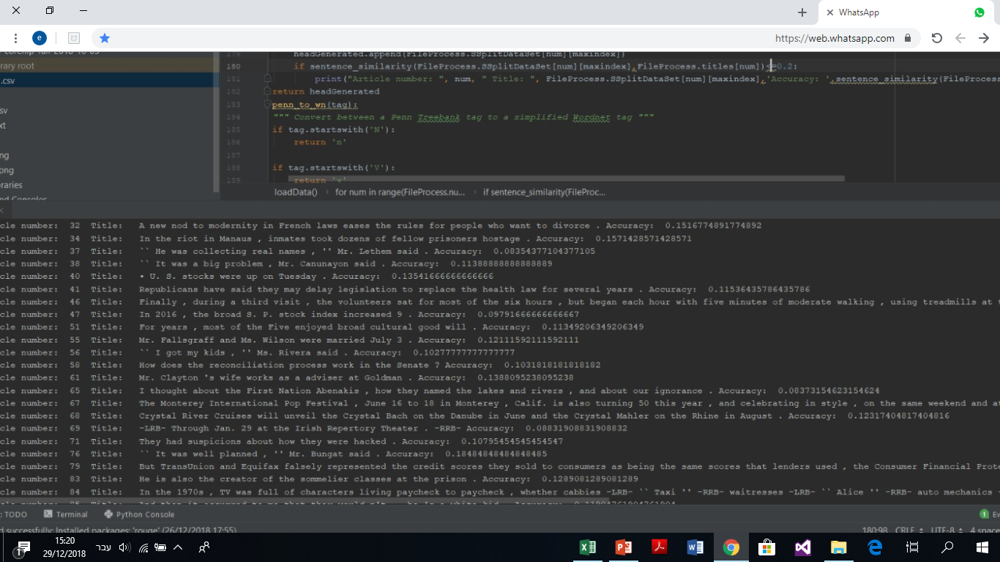 WhatsApp
https://web.whatsapp.com
e
rary root
.csv
sv
xt
ng
png
raries
nd Consoles
179 headGenerated.append(FileProcess.SSplitDataSet[num][maxindex])
180 if sentence_similarity(FileProcess.SSplitDataSet[num][maxindex],FileProcess.titles[num])<=0.2:
181 print("Article number: ", num, " Title: ", FileProcess.SSplitDataSet[num][maxindex],'Accuracy: ',sentence_similarity(FileProcess
182 return headGenerated
183 penn_to_wn(tag):
184 """ Convert between a Penn Treebank tag to a simplified Wordnet tag """
185 if tag.startswith('N'):
186 return 'n'
187
188 if tag.startswith('V'):
189 return 'v'
loadData() › for num in range(FileProcess.nu... › if sentence_similarity(FileProc...
cle number: 32 Title: A new nod to modernity in French laws eases the rules for people who want to divorce . Accuracy: 0.1516774891774892
cle number: 34 Title: In the riot in Manaus , inmates took dozens of fellow prisoners hostage . Accuracy: 0.1571428571428571
cle number: 37 Title: `` He was collecting real names , '' Mr. Lethem said . Accuracy: 0.08354377104377105
cle number: 38 Title: `` It was a big problem , Mr. Canunayon said . Accuracy: 0.11388888888888889
cle number: 40 Title: • U. S. stocks were up on Tuesday . Accuracy: 0.13541666666666666
cle number: 41 Title: Republicans have said they may delay legislation to replace the health law for several years . Accuracy: 0.11536435786435786
cle number: 46 Title: Finally , during a third visit , the volunteers sat for most of the six hours , but began each hour with five minutes of moderate walking , using treadmills at
cle number: 47 Title: In 2016 , the broad S. P. stock index increased 9 . Accuracy: 0.09791666666666667
cle number: 51 Title: For years , most of the Five enjoyed broad cultural good will . Accuracy: 0.11349206349206349
cle number: 55 Title: Mr. Fallsgraff and Ms. Wilson were married July 3 . Accuracy: 0.12111592111592111
cle number: 56 Title: `` I got my kids , '' Ms. Rivera said . Accuracy: 0.10277777777777777
cle number: 58 Title: How does the reconciliation process work in the Senate ? Accuracy: 0.1031818181818182
cle number: 61 Title: Mr. Clayton 's wife works as a adviser at Goldman . Accuracy: 0.1388095238095238
cle number: 65 Title: I thought about the First Nation Abenakis , how they named the lakes and rivers , and about our ignorance . Accuracy: 0.08373154623154624
cle number: 67 Title: The Monterey International Pop Festival , June 16 to 18 in Monterey , Calif. is also turning 50 this year , and celebrating in style , on the same weekend and
cle number: 68 Title: Crystal River Cruises will unveil the Crystal Bach on the Danube in June and the Crystal Mahler on the Rhine in August . Accuracy: 0.12317404817404816
cle number: 69 Title: -LRB- Through Jan. 29 at the Irish Repertory Theater . -RRB- Accuracy: 0.08831908831908832
cle number: 71 Title: They had suspicions about how they were hacked . Accuracy: 0.10795454545454547
cle number: 76 Title: `` It was well planned , '' Mr. Bungat said . Accuracy: 0.18484848484848485
cle number: 79 Title: But TransUnion and Equifax falsely represented the credit scores they sold to consumers as being the same scores that lenders used , the Consumer Financial Prote
cle number: 83 Title: He is also the creator of the sommelier classes at the prison . Accuracy: 0.1289081289081289
cle number: 84 Title: In the 1970s , TV was full of characters living paycheck to paycheck , whether cabbies -LRB- `` Taxi '' -RRB- waitresses -LRB- `` Alice '' -RRB- auto mechanics
: TODO Terminal Python Console 1 Ev
d successfully: Installed packages: 'rouge' (26/12/2018 17:55) 180:98 CRLF UTF-8 4 space
1 15:20 עבר
29/12/2018